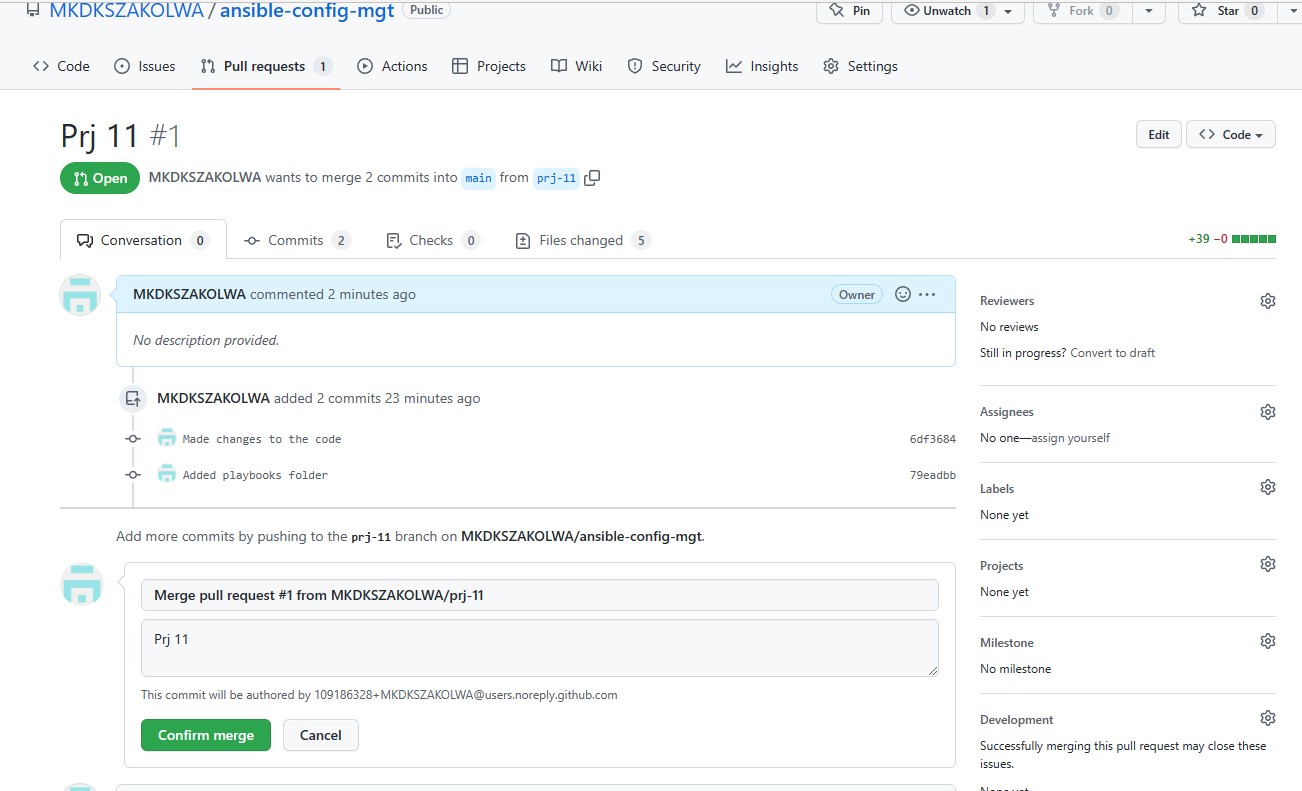 MKDKSZAKOLWA / ansible-config-mgt Public Pin Unwatch 1 Fork 0 Star 0
Code Issues Pull requests 1 Actions Projects Wiki Security Insights Settings
Prj 11 #1 Edit Code
Open MKDKSZAKOLWA wants to merge 2 commits into main from prj-11
Conversation 0 Commits 2 Checks 0 Files changed 5 +39 −0
MKDKSZAKOLWA commented 2 minutes ago Owner
No description provided.
MKDKSZAKOLWA added 2 commits 23 minutes ago
Made changes to the code 6df3684
Added playbooks folder 79eadbb
Add more commits by pushing to the prj-11 branch on MKDKSZAKOLWA/ansible-config-mgt.
Merge pull request #1 from MKDKSZAKOLWA/prj-11
Prj 11
This commit will be authored by 109186328+MKDKSZAKOLWA@users.noreply.github.com
Confirm merge Cancel
Reviewers
No reviews
Still in progress? Convert to draft
Assignees
No one—assign yourself
Labels
None yet
Projects
None yet
Milestone
No milestone
Development
Successfully merging this pull request may close these
issues.
None yet